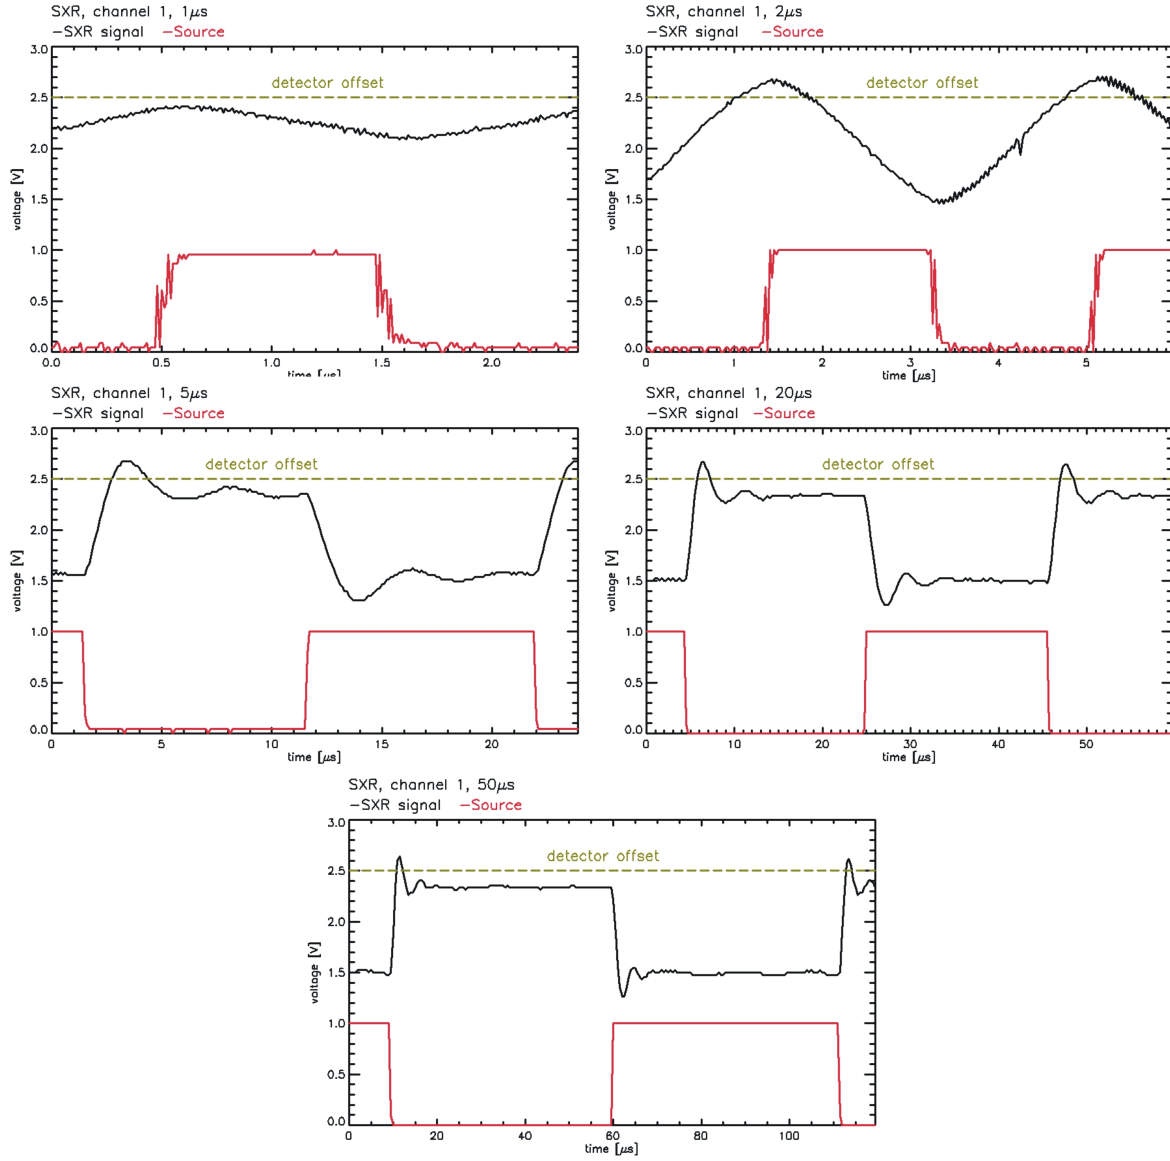 SXR, channel 1, 1μs
−SXR signal −Source
3.0
2.5
2.0
1.5
1.0
0.5
0.0
voltage [V]
detector offset
0.0 0.5 1.0 1.5 2.0
time [μs]
SXR, channel 1, 2μs
−SXR signal −Source
3.0
2.5
2.0
1.5
1.0
0.5
0.0
voltage [V]
detector offset
0 1 2 3 4 5
time [μs]
SXR, channel 1, 5μs
−SXR signal −Source
3.0
2.5
2.0
1.5
1.0
0.5
0.0
voltage [V]
detector offset
0 5 10 15 20
time [μs]
SXR, channel 1, 20μs
−SXR signal −Source
3.0
2.5
2.0
1.5
1.0
0.5
0.0
voltage [V]
detector offset
0 10 20 30 40 50
time [μs]
SXR, channel 1, 50μs
−SXR signal −Source
3.0
2.5
2.0
1.5
1.0
0.5
0.0
voltage [V]
detector offset
0 20 40 60 80 100
time [μs]